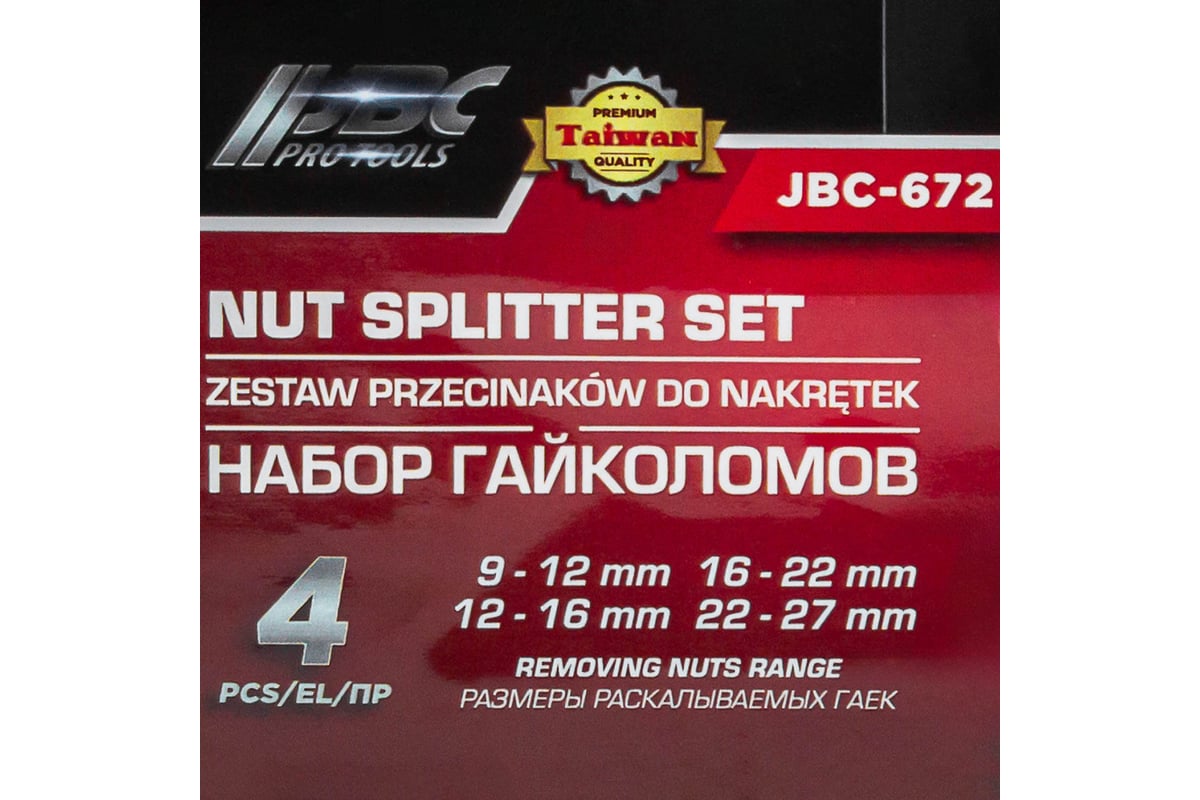 JBC
PRO TOOLS
PREMIUM
Taiwan
QUALITY
JBC-672
NUT SPLITTER SET
ZESTAW PRZECINAKÓW DO NAKRĘTEK
НАБОР ГАЙКОЛОМОВ
4
PCS/EL/ПР
9 - 12 mm 16 - 22 mm
12 - 16 mm 22 - 27 mm
REMOVING NUTS RANGE
РАЗМЕРЫ РАСКАЛЫВАЕМЫХ ГАЕК